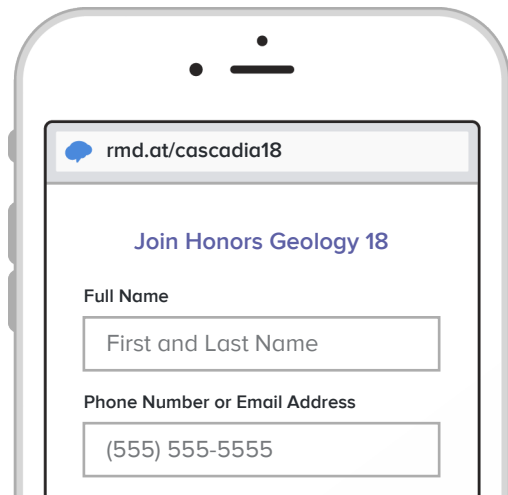 rmd.at/cascadia18
Join Honors Geology 18
Full Name
First and Last Name
Phone Number or Email Address
(555) 555-5555